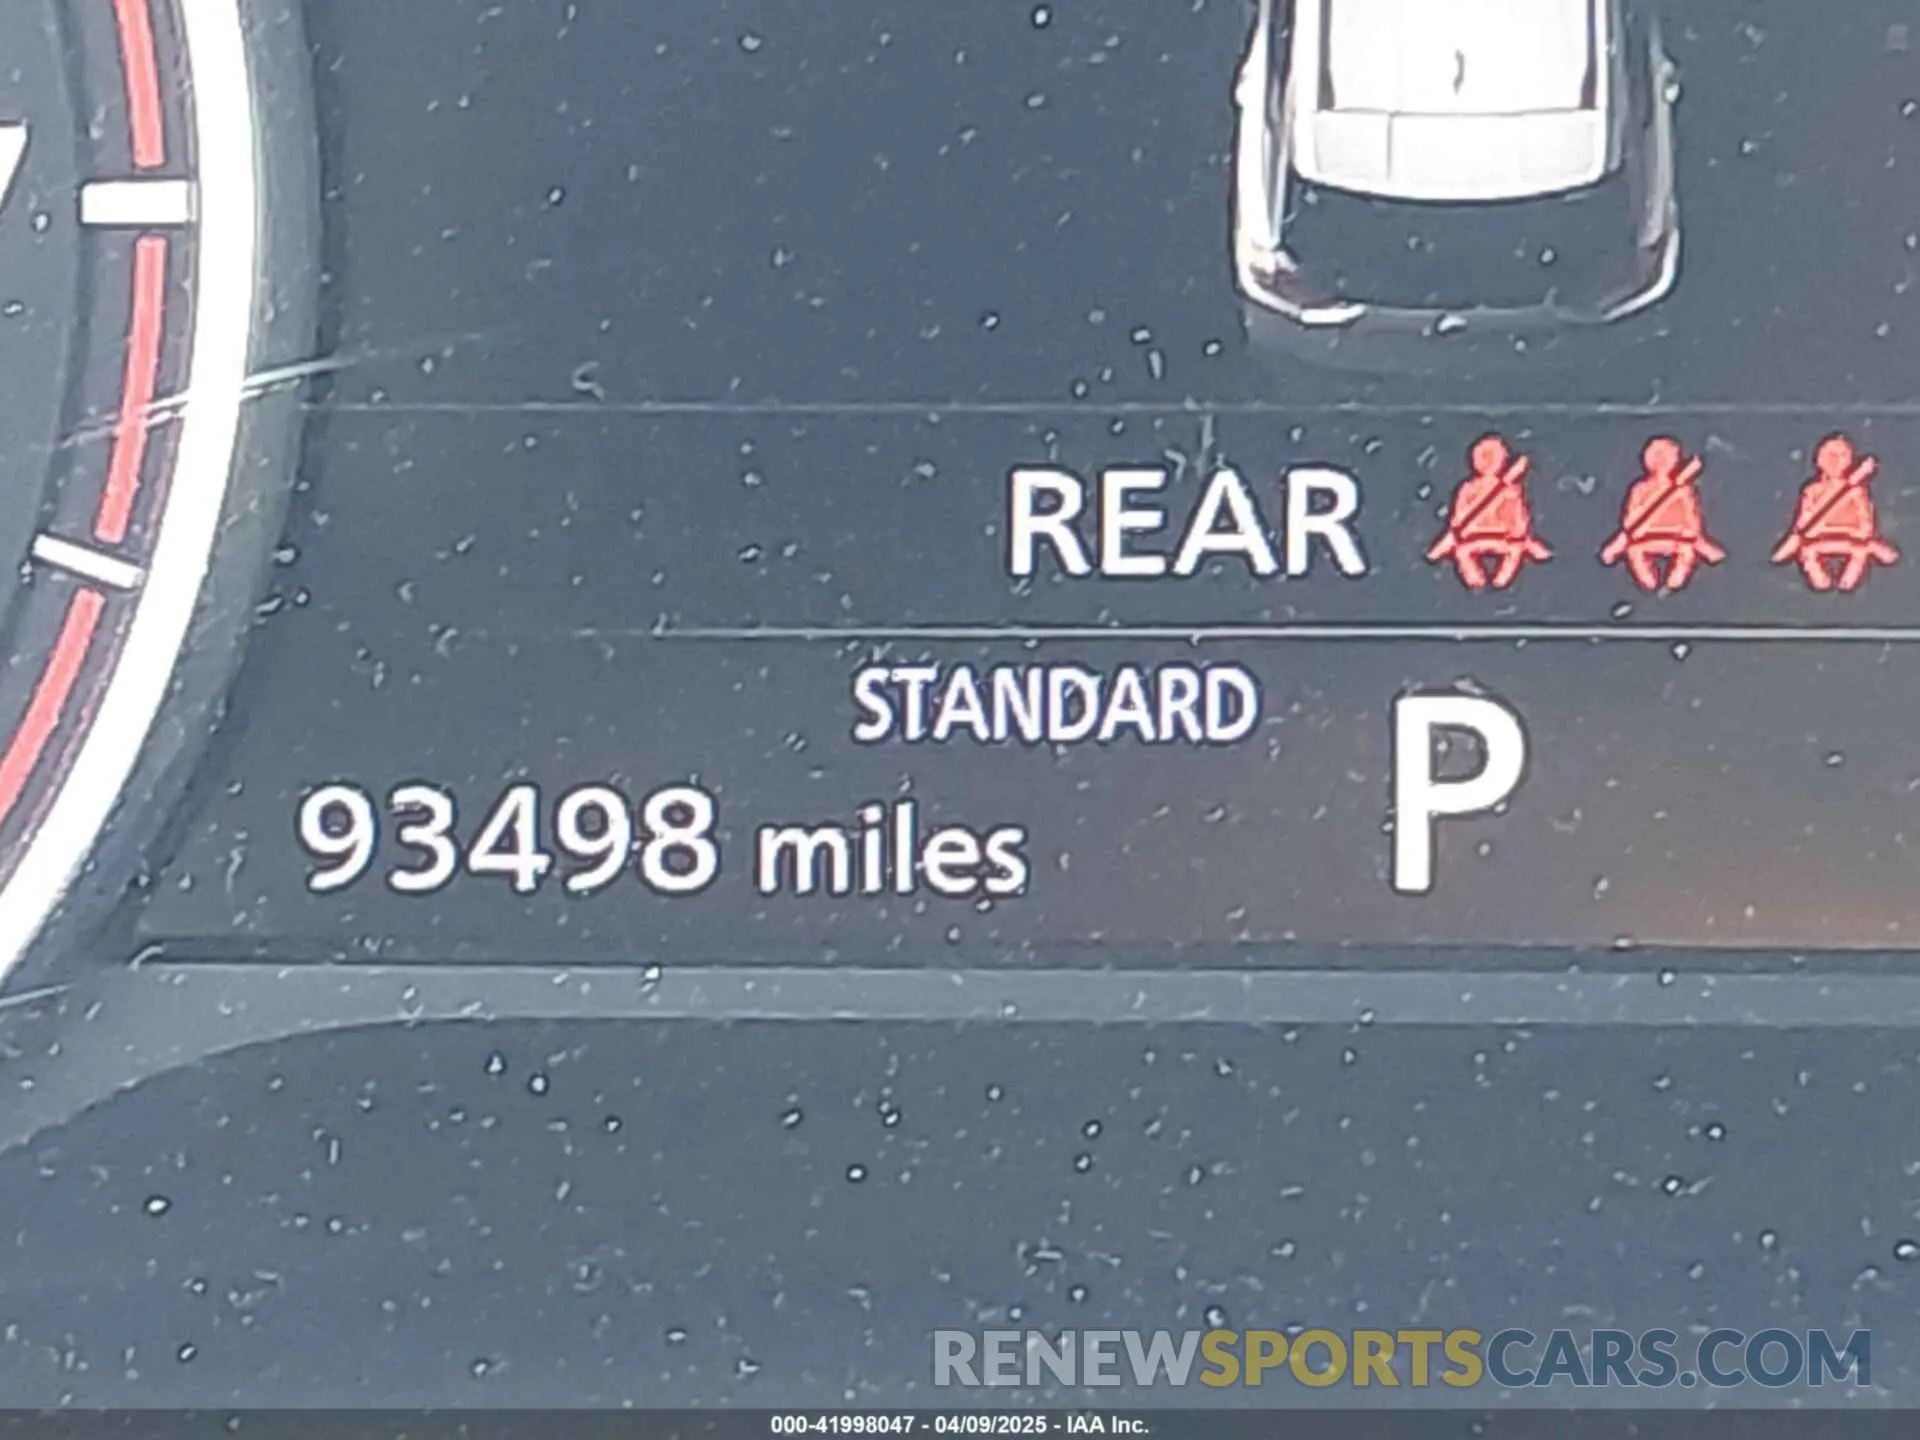 REAR
STANDARD
P
93498 miles
RENEWSPORTSCARS.COM
000-41998047 - 04/09/2025 - IAA Inc.